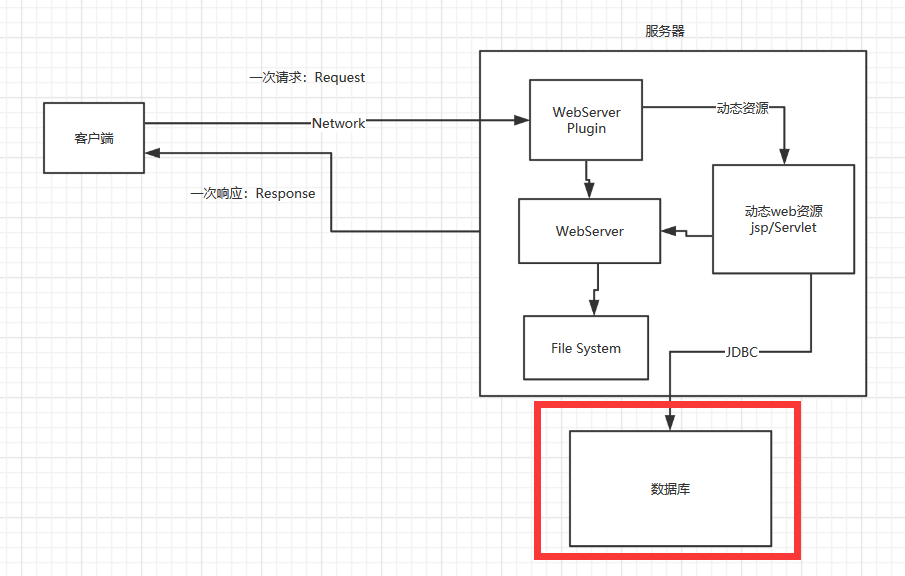 服务器
一次请求：Request
WebServer
Plugin
动态资源
Network
客户端
一次响应：Response
动态web资源
jsp/Servlet
WebServer
File System
JDBC
数据库